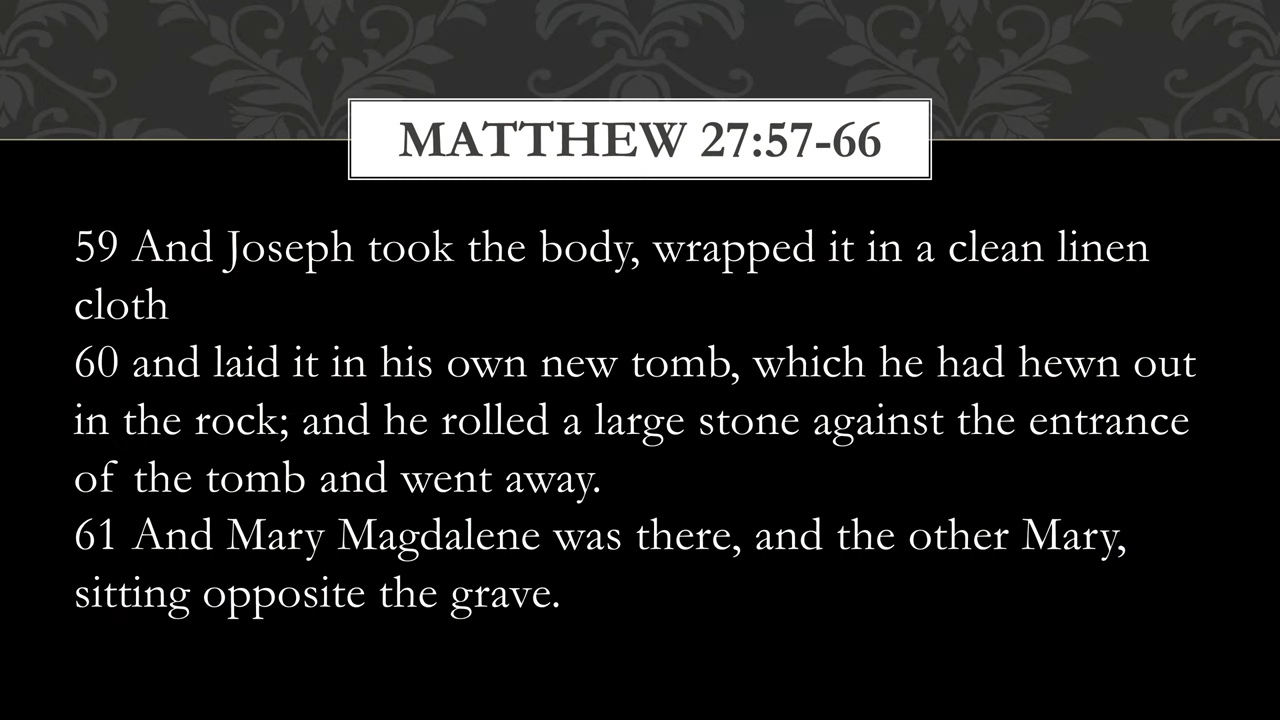 MATTHEW 27:57-66
59 And Joseph took the body, wrapped it in a clean linen
cloth
60 and laid it in his own new tomb, which he had hewn out
in the rock; and he rolled a large stone against the entrance
of the tomb and went away.
61 And Mary Magdalene was there, and the other Mary,
sitting opposite the grave.